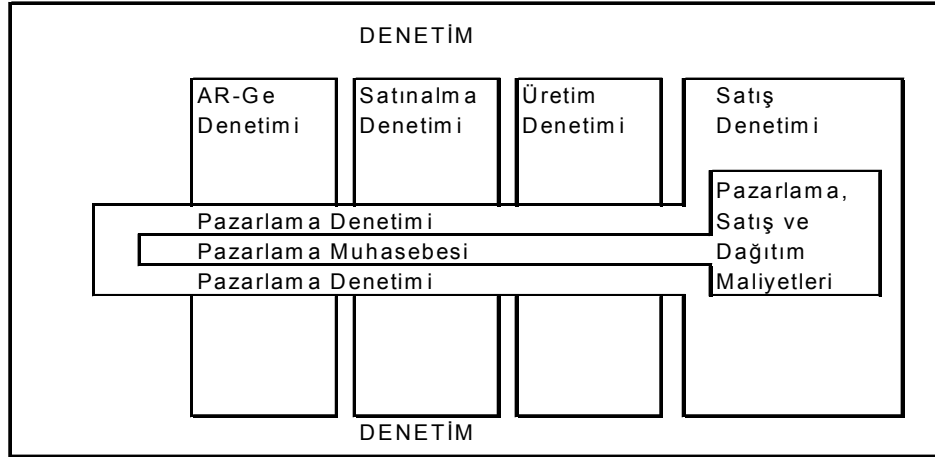 DENETİM
AR-Ge
Denetimi
Satınalma
Denetimi
Üretim
Denetimi
Satış
Denetimi
Pazarlama Denetimi
Pazarlama Muhasebesi
Pazarlama Denetimi
Pazarlama,
Satış ve
Dağıtım
Maliyetleri
DENETİM